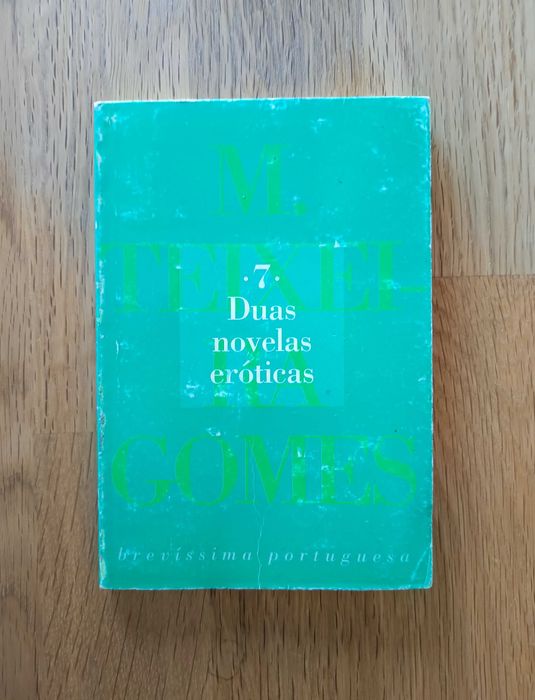 M.
TEIXEI-
RA
GOMES
·7·
Duas
novelas
eróticas
brevíssima portuguesa